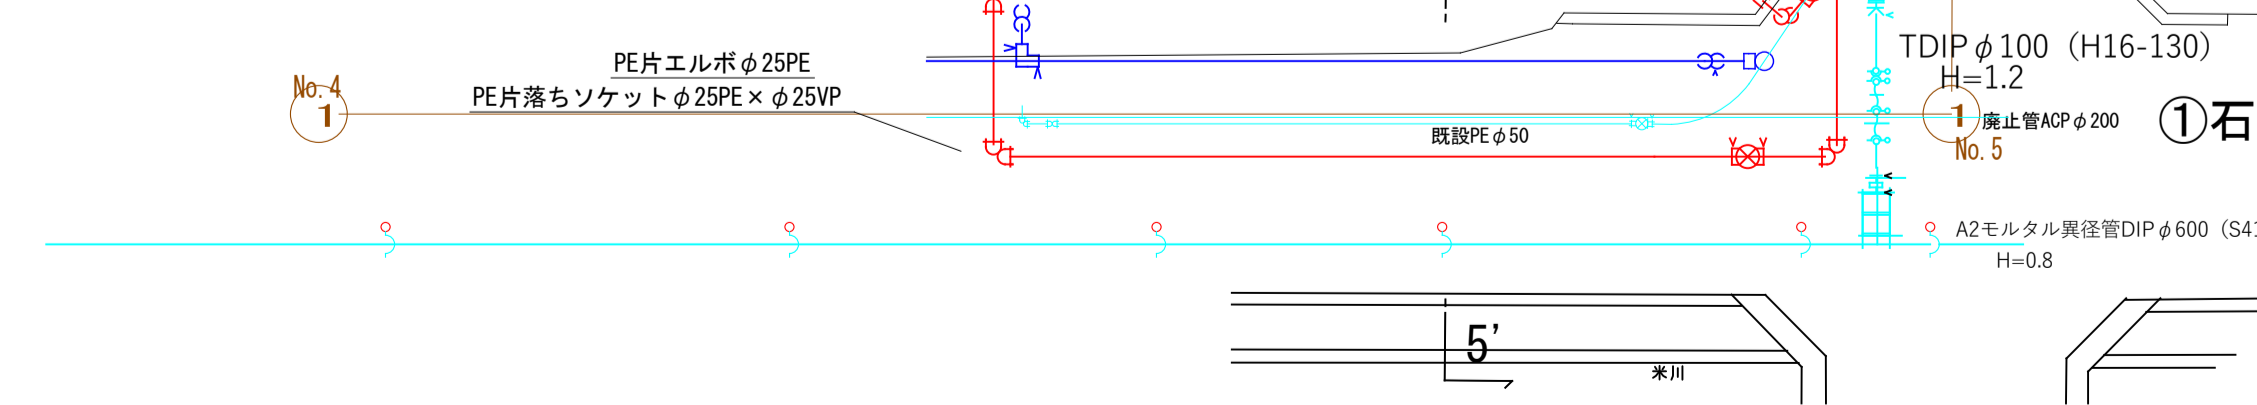 PE片エルボφ25PE
PE片落ちソケットφ25PE×φ25VP
No.4
1
TDIPφ100（H16-130）
H=1.2
1
廃止管ACPφ200
No.5
①石
既設PEφ50
A2モルタル異径管DIPφ600（S41
H=0.8
5'
米川